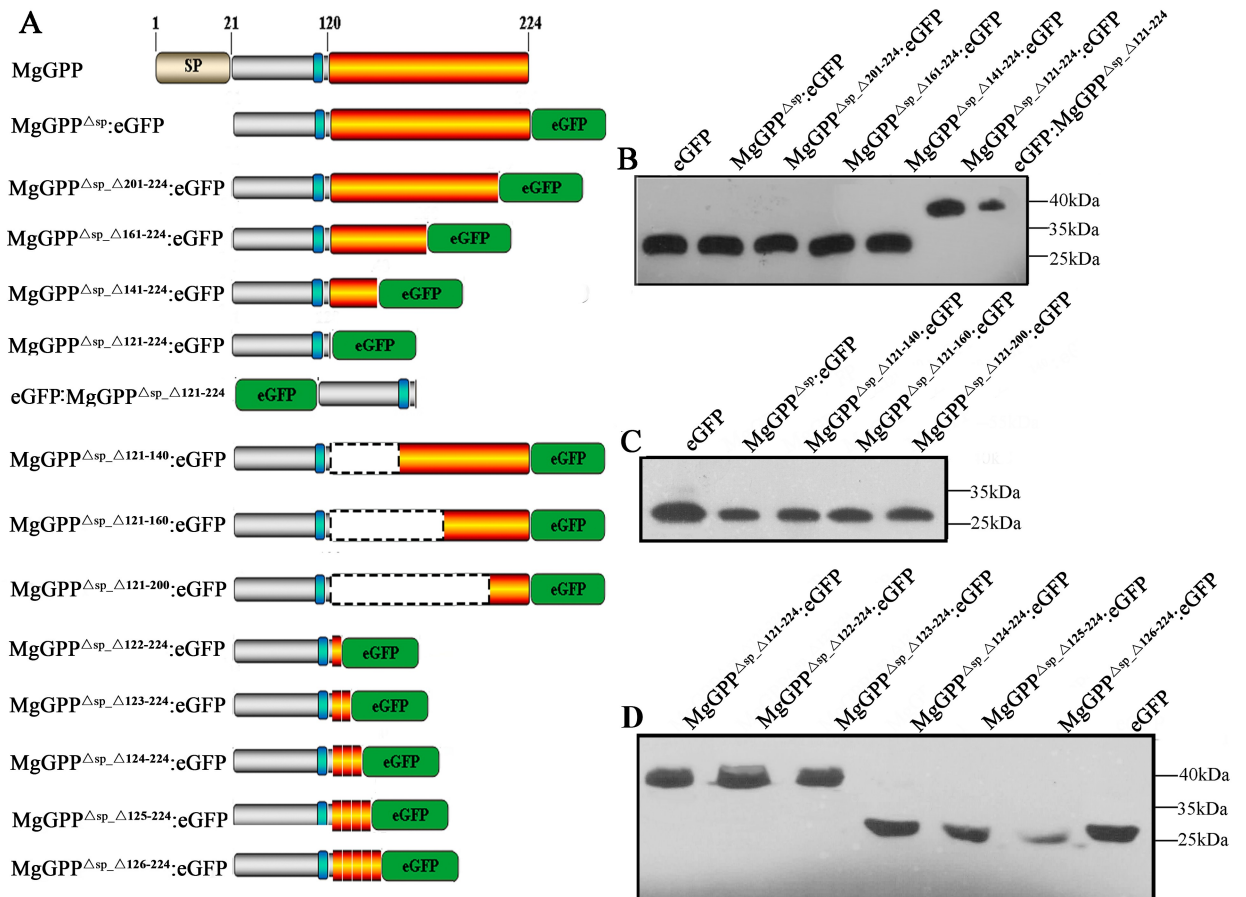 A
1 21 120 224
SP
MgGPP
MgGPP△sp:eGFP
eGFP
MgGPP△sp_△201-224:eGFP
eGFP
MgGPP△sp_△161-224:eGFP
eGFP
MgGPP△sp_△141-224:eGFP
eGFP
MgGPP△sp_△121-224:eGFP
eGFP
eGFP:MgGPP△sp_△121-224
eGFP
MgGPP△sp_△121-140:eGFP
eGFP
MgGPP△sp_△121-160:eGFP
eGFP
MgGPP△sp_△121-200:eGFP
eGFP
MgGPP△sp_△122-224:eGFP
eGFP
MgGPP△sp_△123-224:eGFP
eGFP
MgGPP△sp_△124-224:eGFP
eGFP
MgGPP△sp_△125-224:eGFP
eGFP
MgGPP△sp_△126-224:eGFP
eGFP
B
eGFP
MgGPP△sp:eGFP
MgGPP△sp_△201-224:eGFP
MgGPP△sp_△161-224:eGFP
MgGPP△sp_△141-224:eGFP
MgGPP△sp_△121-224:eGFP
eGFP:MgGPP△sp_△121-224
40kDa
35kDa
25kDa
C
eGFP
MgGPP△sp:eGFP
MgGPP△sp_△121-140:eGFP
MgGPP△sp_△121-160:eGFP
MgGPP△sp_△121-200:eGFP
35kDa
25kDa
D
MgGPP△sp_△121-224:eGFP
MgGPP△sp_△122-224:eGFP
MgGPP△sp_△123-224:eGFP
MgGPP△sp_△124-224:eGFP
MgGPP△sp_△125-224:eGFP
MgGPP△sp_△126-224:eGFP
eGFP
40kDa
35kDa
25kDa